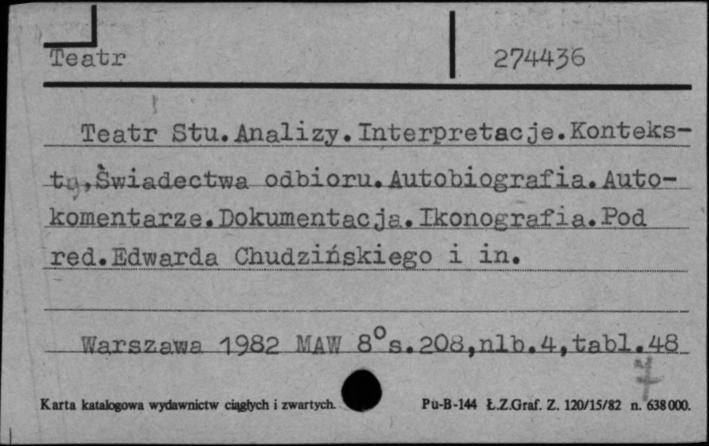 Teatr 274436
Teatr Stu.Analizy.Interpretacje.Konteks-
ty,Świadectwa odbioru.Autobiografia.Auto-
komentarze.Dokumentacja.Ikonografia.Pod
red.Edwarda Chudzińskiego i in.
Warszawa 1982 MAW 8°s.208,nlb.4,tabl.48
Karta katalogowa wydawnictw ciągłych i zwartych. Pu-B-144 Ł.Z.Graf. Z. 120/15/82 n. 638 000.